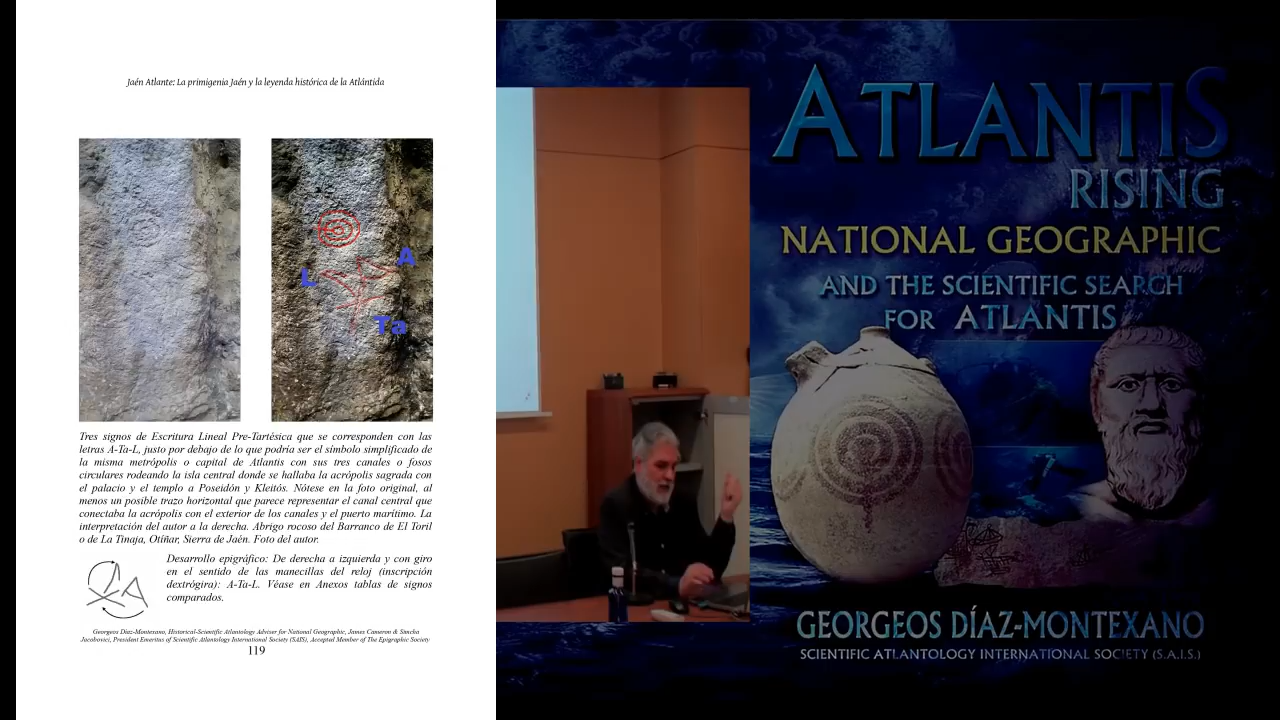 Jaén Atlante: La primigenia Jaén y la leyenda histórica de la Atlántida
A
L
Ta
Tres signos de Escritura Lineal Pre-Tartésica que se corresponden con las
letras A-Ta-L, justo por debajo de lo que podría ser el símbolo simplificado de
la misma metrópolis o capital de Atlantis con sus tres canales o fosos
circulares rodeando la isla central donde se hallaba la acrópolis sagrada con
el palacio y el templo a Poseidón y Kleitós. Nótese en la foto original, al
menos un posible trazo horizontal que parece representar el canal central que
conectaba la acrópolis con el exterior de los canales y el puerto marítimo. La
interpretación del autor a la derecha. Abrigo rocoso del Barranco de El Toril
o de La Tinaja, Otíñar, Sierra de Jaén. Foto del autor.
Desarrollo epigráfico: De derecha a izquierda y con giro
en el sentido de las manecillas del reloj (inscripción
dextrógira): A-Ta-L. Véase en Anexos tablas de signos
comparados.
Georgeos Díaz-Montexano, Historical-Scientific Atlantology Adviser for National Geographic, James Cameron & Simcha
Jacobovici, President Emeritus of Scientific Atlantology International Society (SAIS), Accepted Member of The Epigraphic Society
119
ATLANTIS
RISING
NATIONAL GEOGRAPHIC
AND THE SCIENTIFIC SEARCH
FOR ATLANTIS
GEORGEOS DÍAZ-MONTEXANO
SCIENTIFIC ATLANTOLOGY INTERNATIONAL SOCIETY (S.A.I.S.)